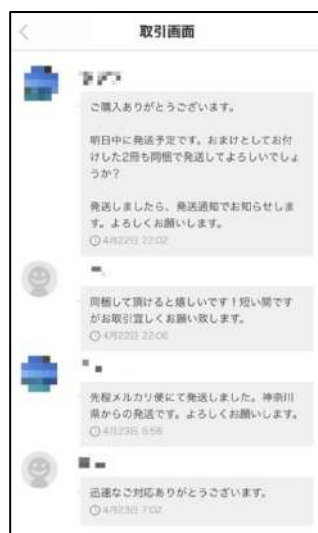 取引画面
ご購入ありがとうございます。
明日中に発送予定です。おまけとしてお付
けした2冊も同梱で発送してよろしいでしょ
うか?
発送しましたら、発送通知でお知らせしま
す。よろしくお願いします。
4月22日 22:02
同梱して頂けると嬉しいです!短い間です
がお取引宜しくお願い致します。
4月22日 22:06
先程メルカリ便にて発送しました。神奈川
県からの発送です。よろしくお願いします。
4月23日 6:56
迅速なご対応ありがとうございます。
4月23日 7:02